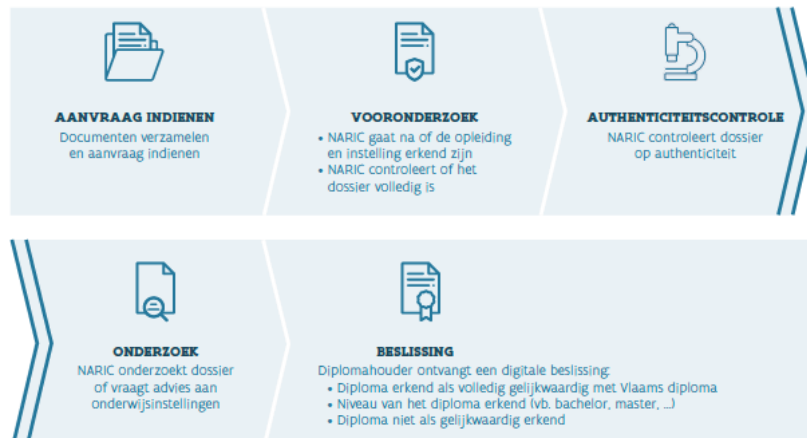 AANVRAAG INDIENEN
Documenten verzamelen
en aanvraag indienen
VOORONDERZOEK
• NARIC gaat na of de opleiding
en instelling erkend zijn
• NARIC controleert of het
dossier volledig is
AUTHENTICITEITSCONTROLE
NARIC controleert dossier
op authenticiteit
ONDERZOEK
NARIC onderzoekt dossier
of vraagt advies aan
onderwijsinstellingen
BESLISSING
Diplomahouder ontvangt een digitale beslissing:
• Diploma erkend als volledig gelijkwaardig met Vlaams diploma
• Niveau van het diploma erkend (vb. bachelor, master, ...)
• Diploma niet als gelijkwaardig erkend